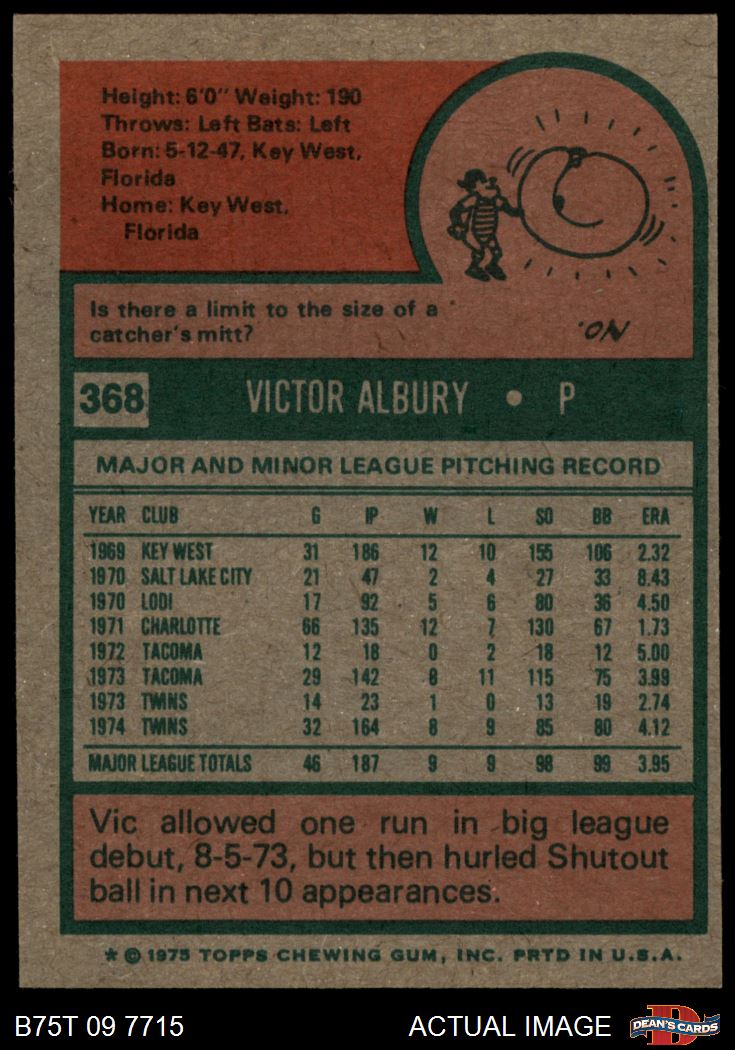 Height: 6'0" Weight: 190
Throws: Left Bats: Left
Born: 5-12-47, Key West,
Florida
Home: Key West,
Florida
Is there a limit to the size of a
catcher's mitt?
NO.
368 VICTOR ALBURY • P
MAJOR AND MINOR LEAGUE PITCHING RECORD
YEAR CLUB G IP W L SO BB ERA
1969 KEY WEST 31 186 12 10 155 106 2.32
1970 SALT LAKE CITY 21 47 2 4 27 33 8.43
1970 LODI 17 92 5 6 80 36 4.50
1971 CHARLOTTE 66 135 12 7 130 67 1.73
1972 TACOMA 12 18 0 2 18 12 5.00
1973 TACOMA 29 142 8 11 115 75 3.99
1973 TWINS 14 23 1 0 13 19 2.74
1974 TWINS 32 164 8 9 85 80 4.12
MAJOR LEAGUE TOTALS 46 187 9 9 98 99 3.95
Vic allowed one run in big league
debut, 8-5-73, but then hurled Shutout
ball in next 10 appearances.
* © 1975 TOPPS CHEWING GUM, INC. PRTD IN U.S.A.
B75T 09 7715 ACTUAL IMAGE D DEAN'S CARDS